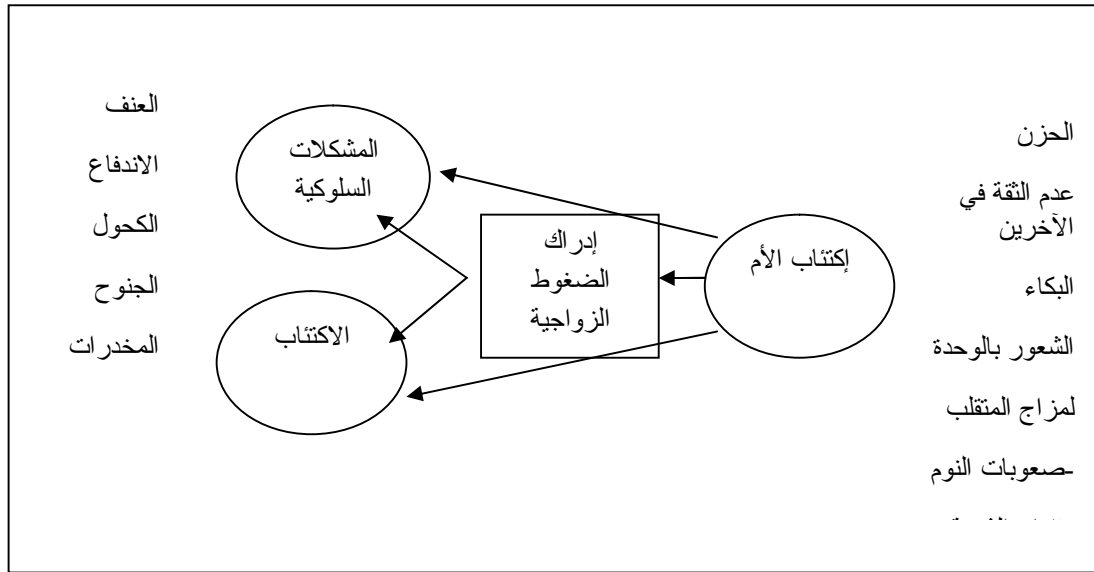 الحزن
عدم الثقة في
الآخرين
البكاء
الشعور بالوحدة
لمزاج المتقلب
-صعوبات النوم
إكتئاب الأم
إدراك
الضغوط
الزواجية
المشكلات
السلوكية
الاكتئاب
العنف
الاندفاع
الكحول
الجنوح
المخدرات